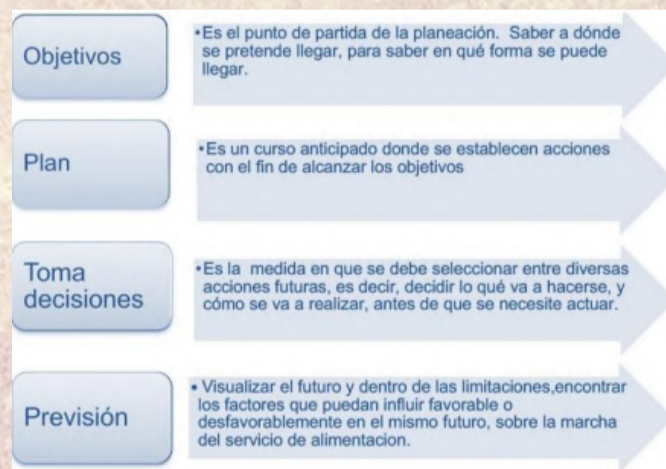 Objetivos
•Es el punto de partida de la planeación. Saber a dónde
se pretende llegar, para saber en qué forma se puede
llegar.
Plan
•Es un curso anticipado donde se establecen acciones
con el fin de alcanzar los objetivos
Toma
decisiones
•Es la medida en que se debe seleccionar entre diversas
acciones futuras, es decir, decidir lo qué va a hacerse, y
cómo se va a realizar, antes de que se necesite actuar.
Previsión
• Visualizar el futuro y dentro de las limitaciones,encontrar
los factores que puedan influir favorable o
desfavorablemente en el mismo futuro, sobre la marcha
del servicio de alimentacion.